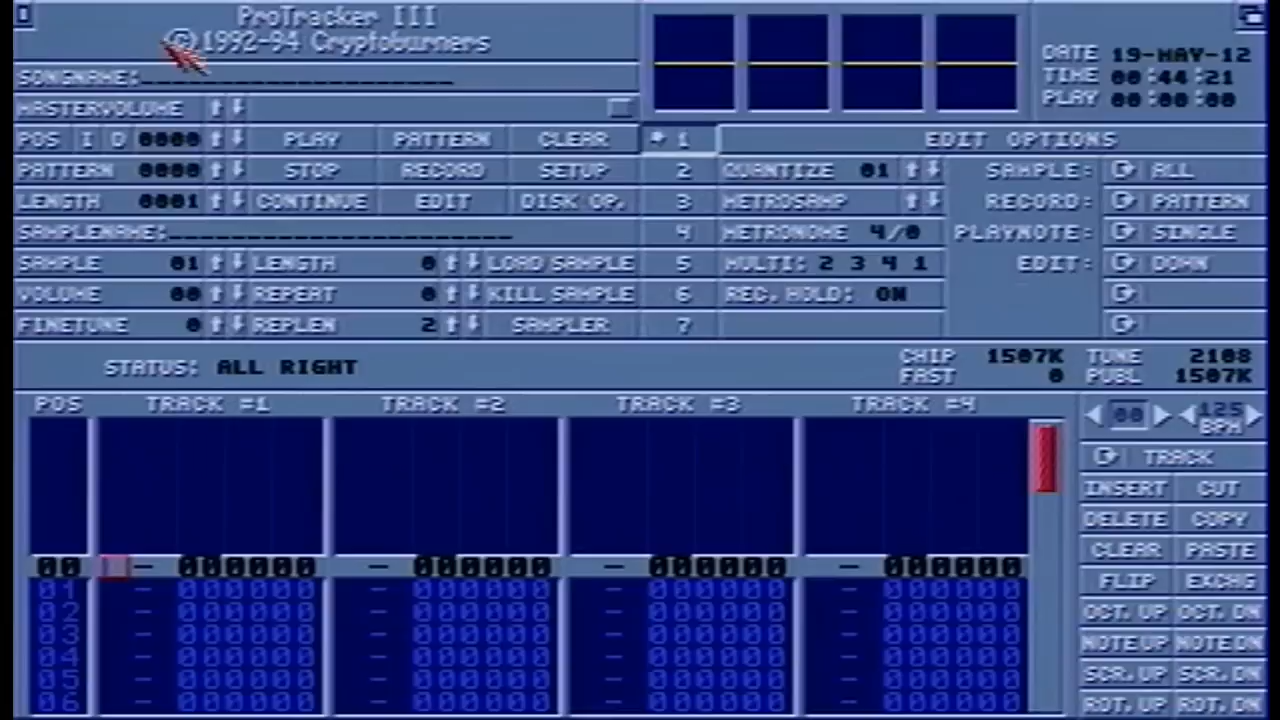 ProTracker III
©1992-94 Cryptoburners
SONGNAME:____________________
MASTERVOLUME
POS I D 0000 PLAY PATTERN CLEAR
PATTERN 0000 STOP RECORD SETUP
LENGTH 0001 CONTINUE EDIT DISK OP.
SAMPLENAME:______________________
SAMPLE 01 LENGTH 0 LOAD SAMPLE
VOLUME 00 REPEAT 0 KILL SAMPLE
FINETUNE 0 REPLEN 2 SAMPLER
DATE 19-MAY-12
TIME 00:44:21
PLAY 00:00:00
1 EDIT OPTIONS
2 QUANTIZE 01 SAMPLE: ALL
3 METROSAMP RECORD: PATTERN
4 METRONOME 4/0 PLAYNOTE: SINGLE
5 MULTI: 2 3 4 1 EDIT: DOWN
6 REC.HOLD: ON
7
STATUS: ALL RIGHT
CHIP 1507K TUNE 2108
FAST 0 PUBL 1507K
POS TRACK #1 TRACK #2 TRACK #3 TRACK #4
00 - 000000 - 000000 - 000000 - 000000
01 - 000000 - 000000 - 000000 - 000000
02 - 000000 - 000000 - 000000 - 000000
03 - 000000 - 000000 - 000000 - 000000
04 - 000000 - 000000 - 000000 - 000000
05 - 000000 - 000000 - 000000 - 000000
06 - 000000 - 000000 - 000000 - 000000
00 125 BPM
TRACK
INSERT CUT
DELETE COPY
CLEAR PASTE
FLIP EXCHG
OCT.UP OCT.DN
NOTEUP NOTEDN
SCR.UP SCR.DN
ROT.UP ROT.DN